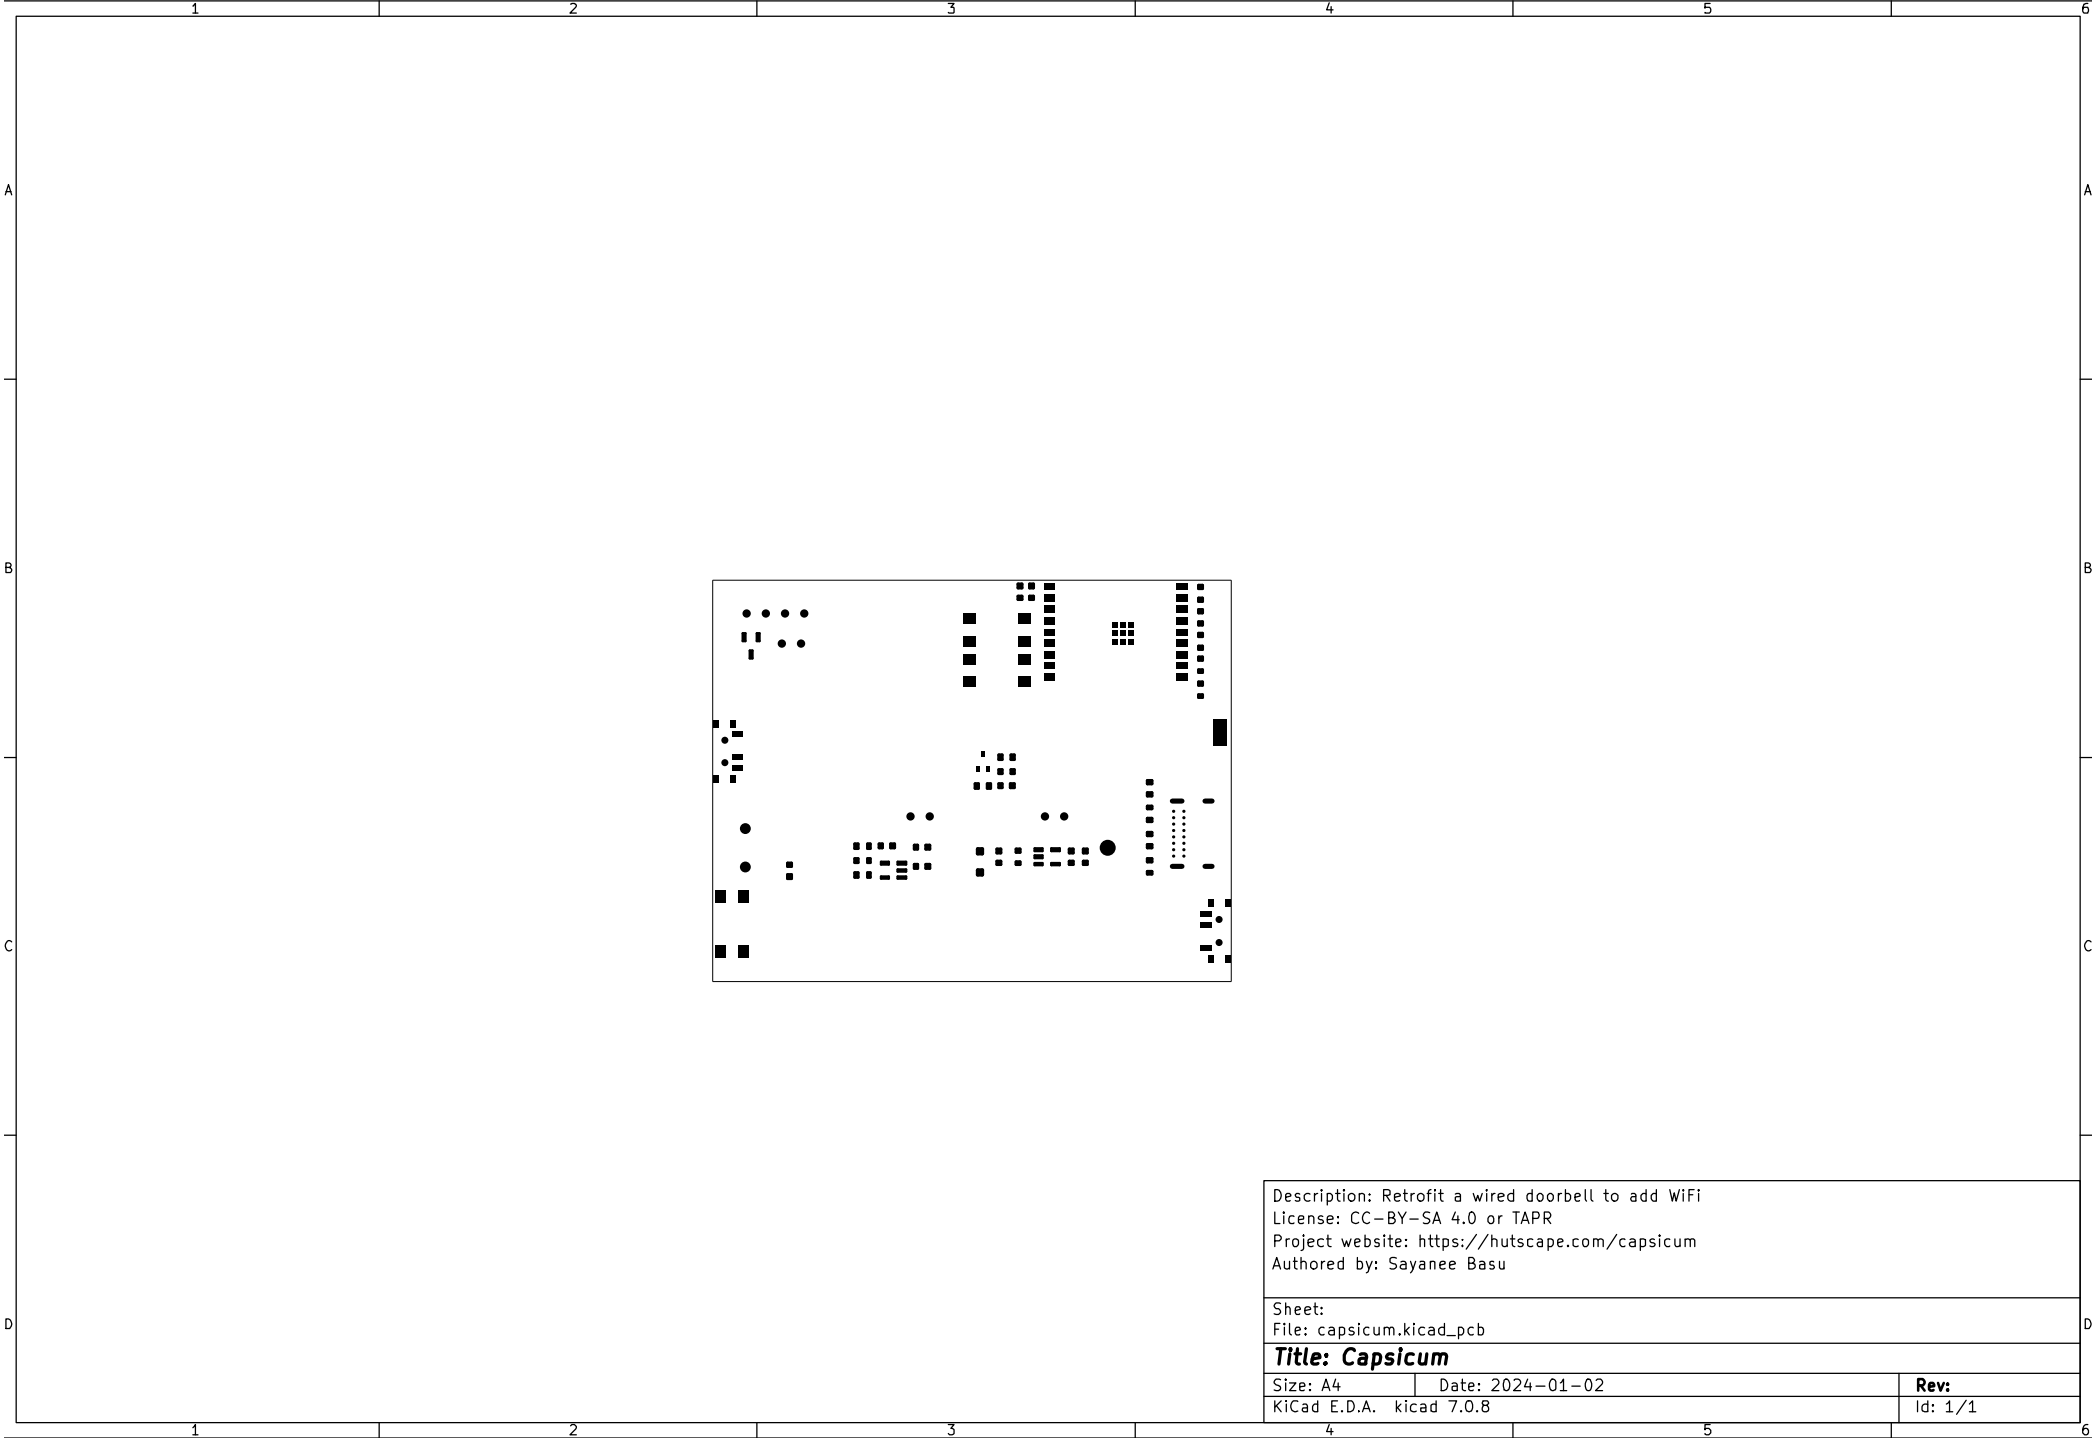 1 2 3 4 5 6
A A
B B
C C
D D
Description: Retrofit a wired doorbell to add WiFi
License: CC-BY-SA 4.0 or TAPR
Project website: https://hutscape.com/capsicum
Authored by: Sayanee Basu
Sheet:
File: capsicum.kicad_pcb
Title: Capsicum
Size: A4 Date: 2024-01-02 Rev:
KiCad E.D.A. kicad 7.0.8 Id: 1/1
1 2 3 4 5 6